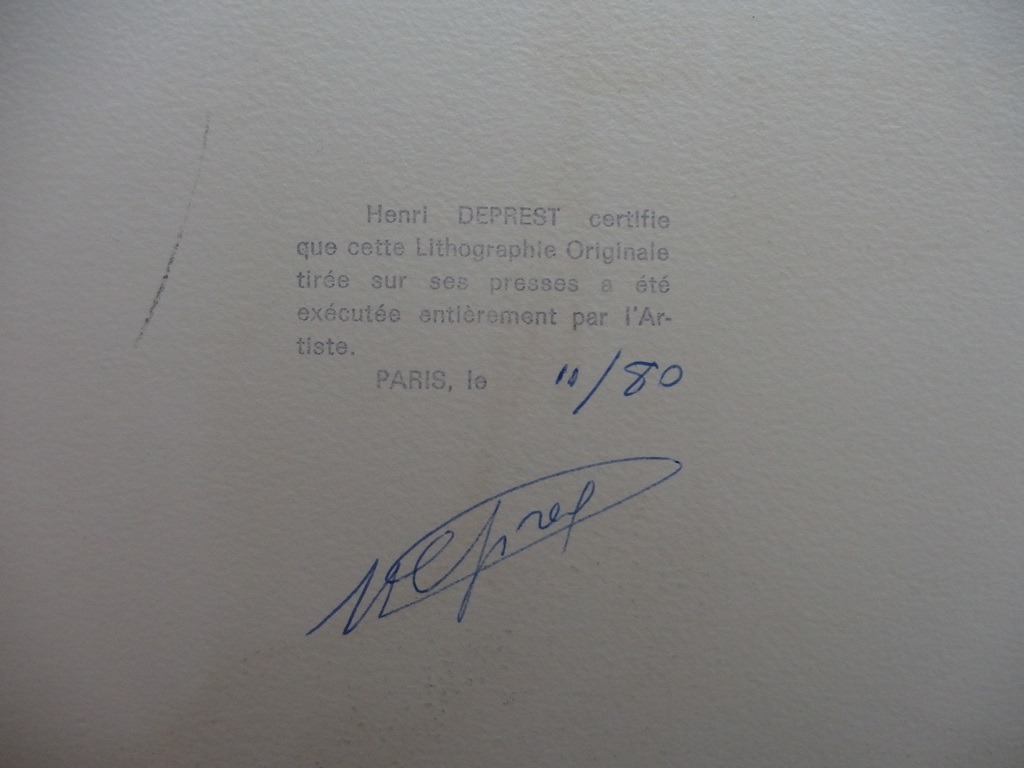 Henri DEPREST certifie
que cette Lithographie Originale
tirée sur ses presses a été
exécutée entièrement par l'Ar-
tiste.
PARIS, le 11/80